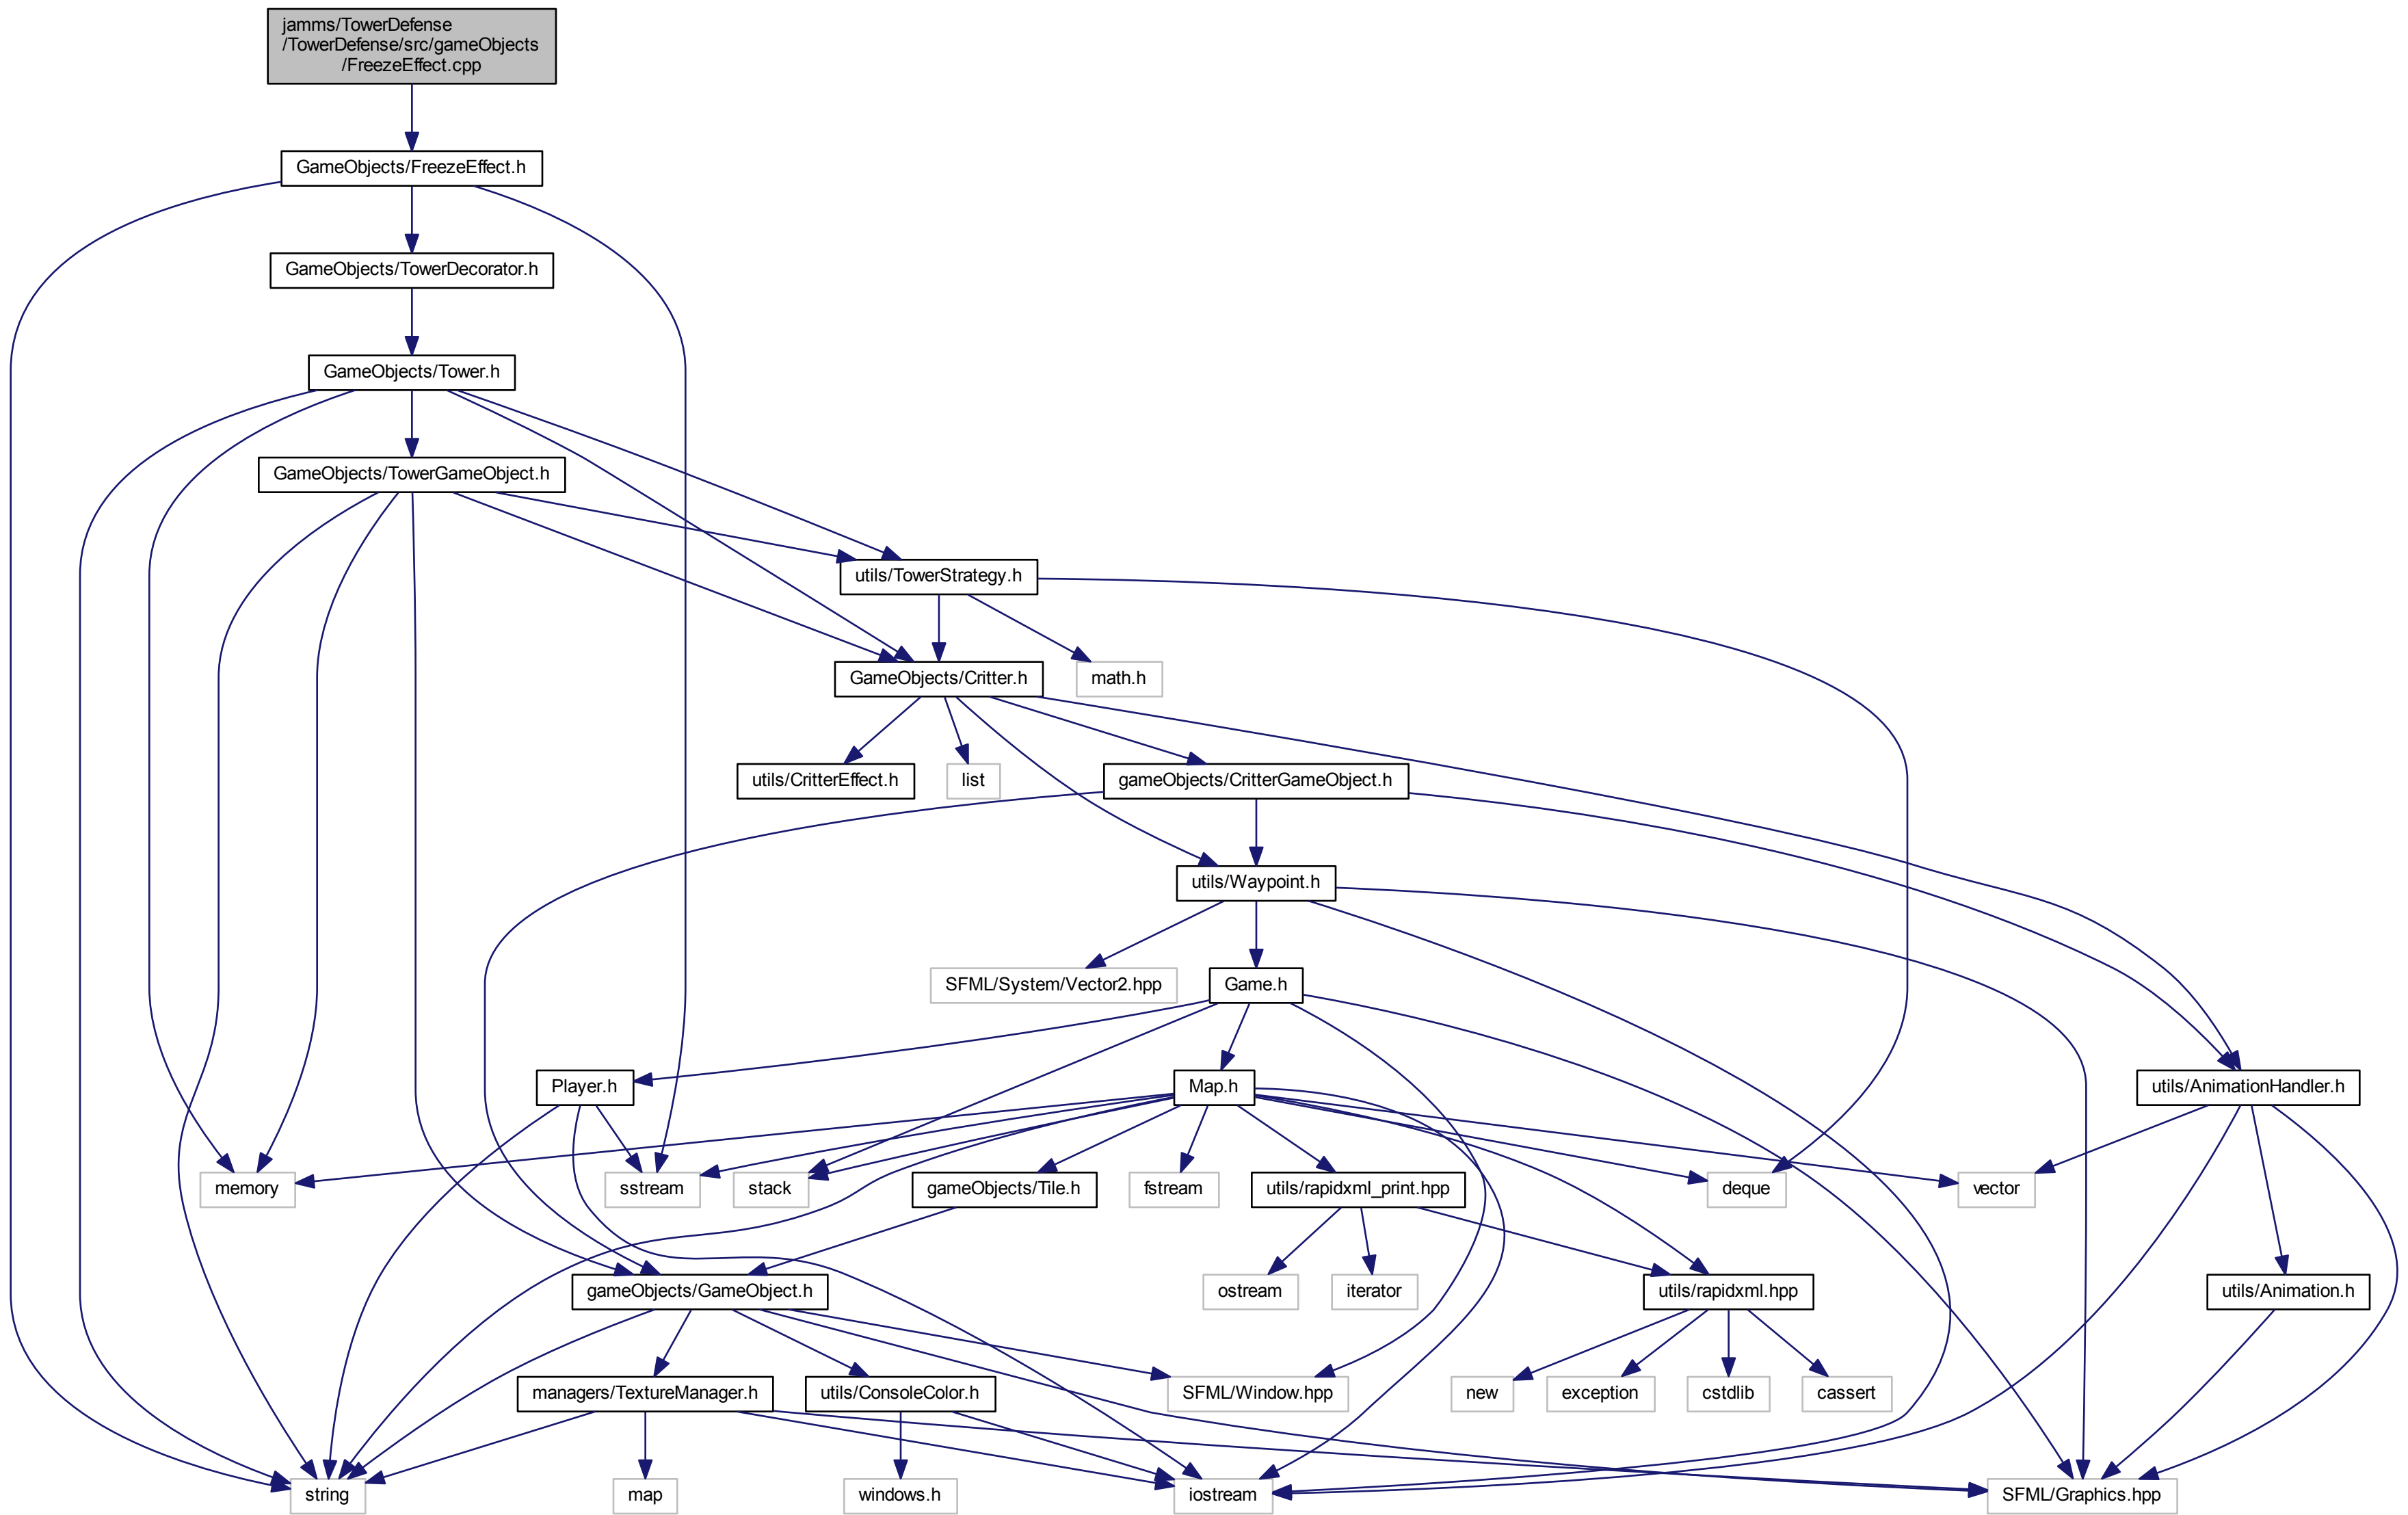 jamms/TowerDefense
/TowerDefense/src/gameObjects
/FreezeEffect.cpp
GameObjects/FreezeEffect.h
GameObjects/TowerDecorator.h
GameObjects/Tower.h
GameObjects/TowerGameObject.h
utils/TowerStrategy.h
GameObjects/Critter.h
math.h
utils/CritterEffect.h
list
gameObjects/CritterGameObject.h
utils/Waypoint.h
SFML/System/Vector2.hpp
Game.h
Player.h
Map.h
utils/AnimationHandler.h
memory
sstream
stack
gameObjects/Tile.h
fstream
utils/rapidxml_print.hpp
deque
vector
gameObjects/GameObject.h
ostream
iterator
utils/rapidxml.hpp
utils/Animation.h
managers/TextureManager.h
utils/ConsoleColor.h
SFML/Window.hpp
new
exception
cstdlib
cassert
string
map
windows.h
iostream
SFML/Graphics.hpp